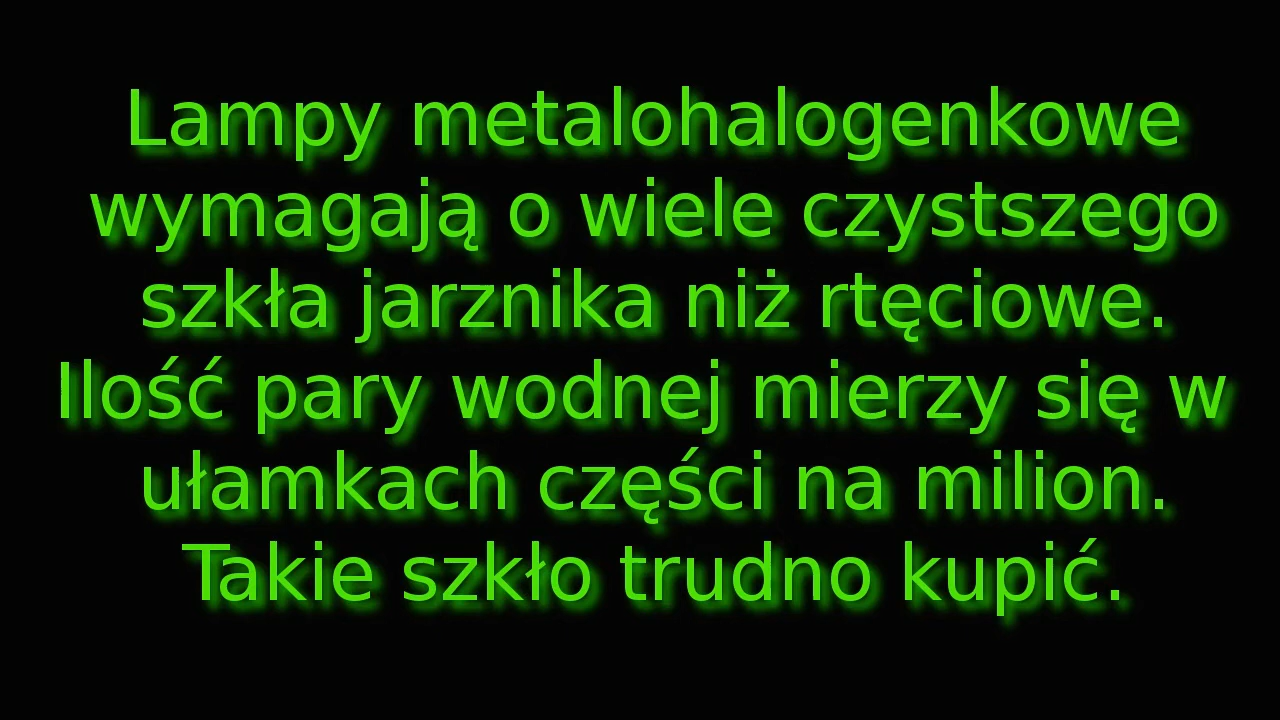 Lampy metalohalogenkowe
wymagają o wiele czystszego
szkła jarznika niż rtęciowe.
Ilość pary wodnej mierzy się w
ułamkach części na milion.
Takie szkło trudno kupić.